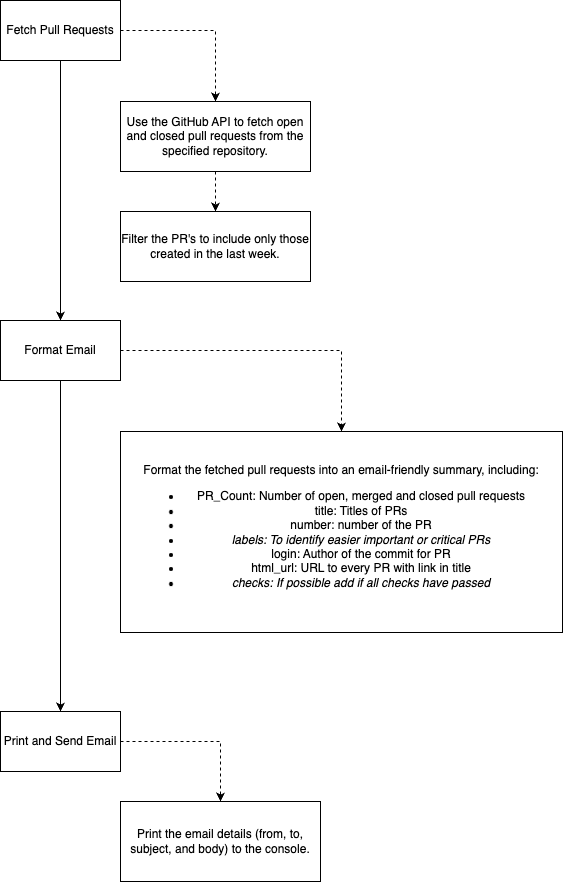 Fetch Pull Requests
Use the GitHub API to fetch open
and closed pull requests from the
specified repository.
Filter the PR's to include only those
created in the last week.
Format Email
Format the fetched pull requests into an email-friendly summary, including:
• PR_Count: Number of open, merged and closed pull requests
• title: Titles of PRs
• number: number of the PR
• labels: To identify easier important or critical PRs
• login: Author of the commit for PR
• html_url: URL to every PR with link in title
• checks: If possible add if all checks have passed
Print and Send Email
Print the email details (from, to,
subject, and body) to the console.